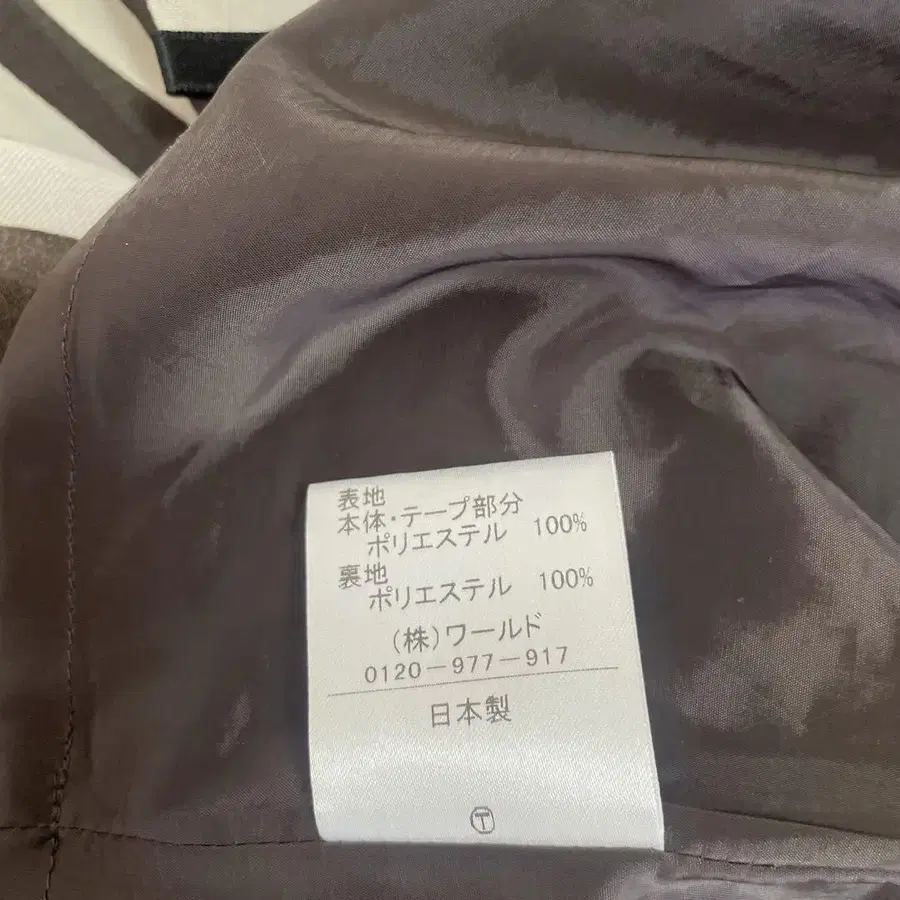 表地
本体・テープ部分
ポリエステル 100%
裏地
ポリエステル 100%
(株)ワールド
0120-977-917
日本製
T